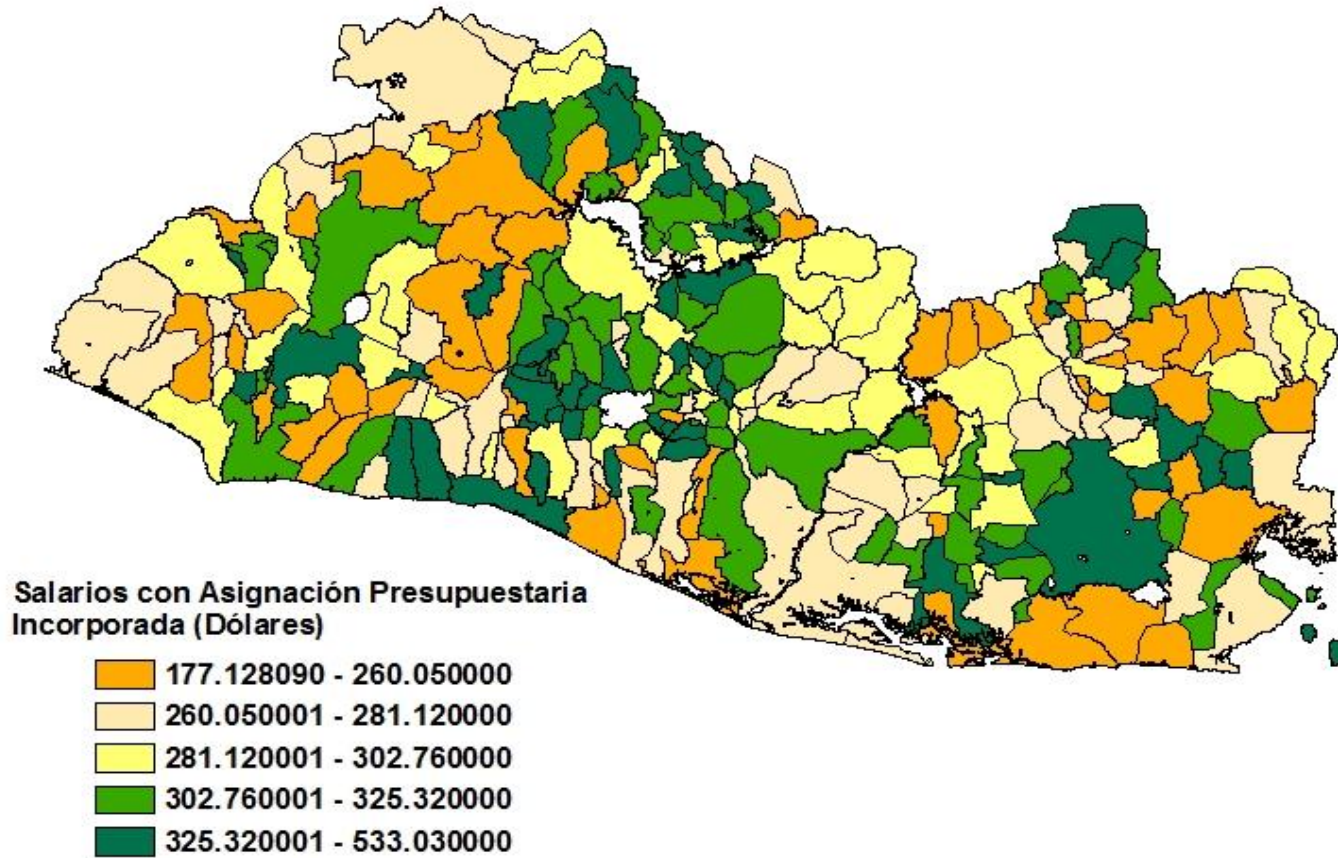 Salarios con Asignación Presupuestaria
Incorporada (Dólares)
177.128090 - 260.050000
260.050001 - 281.120000
281.120001 - 302.760000
302.760001 - 325.320000
325.320001 - 533.030000